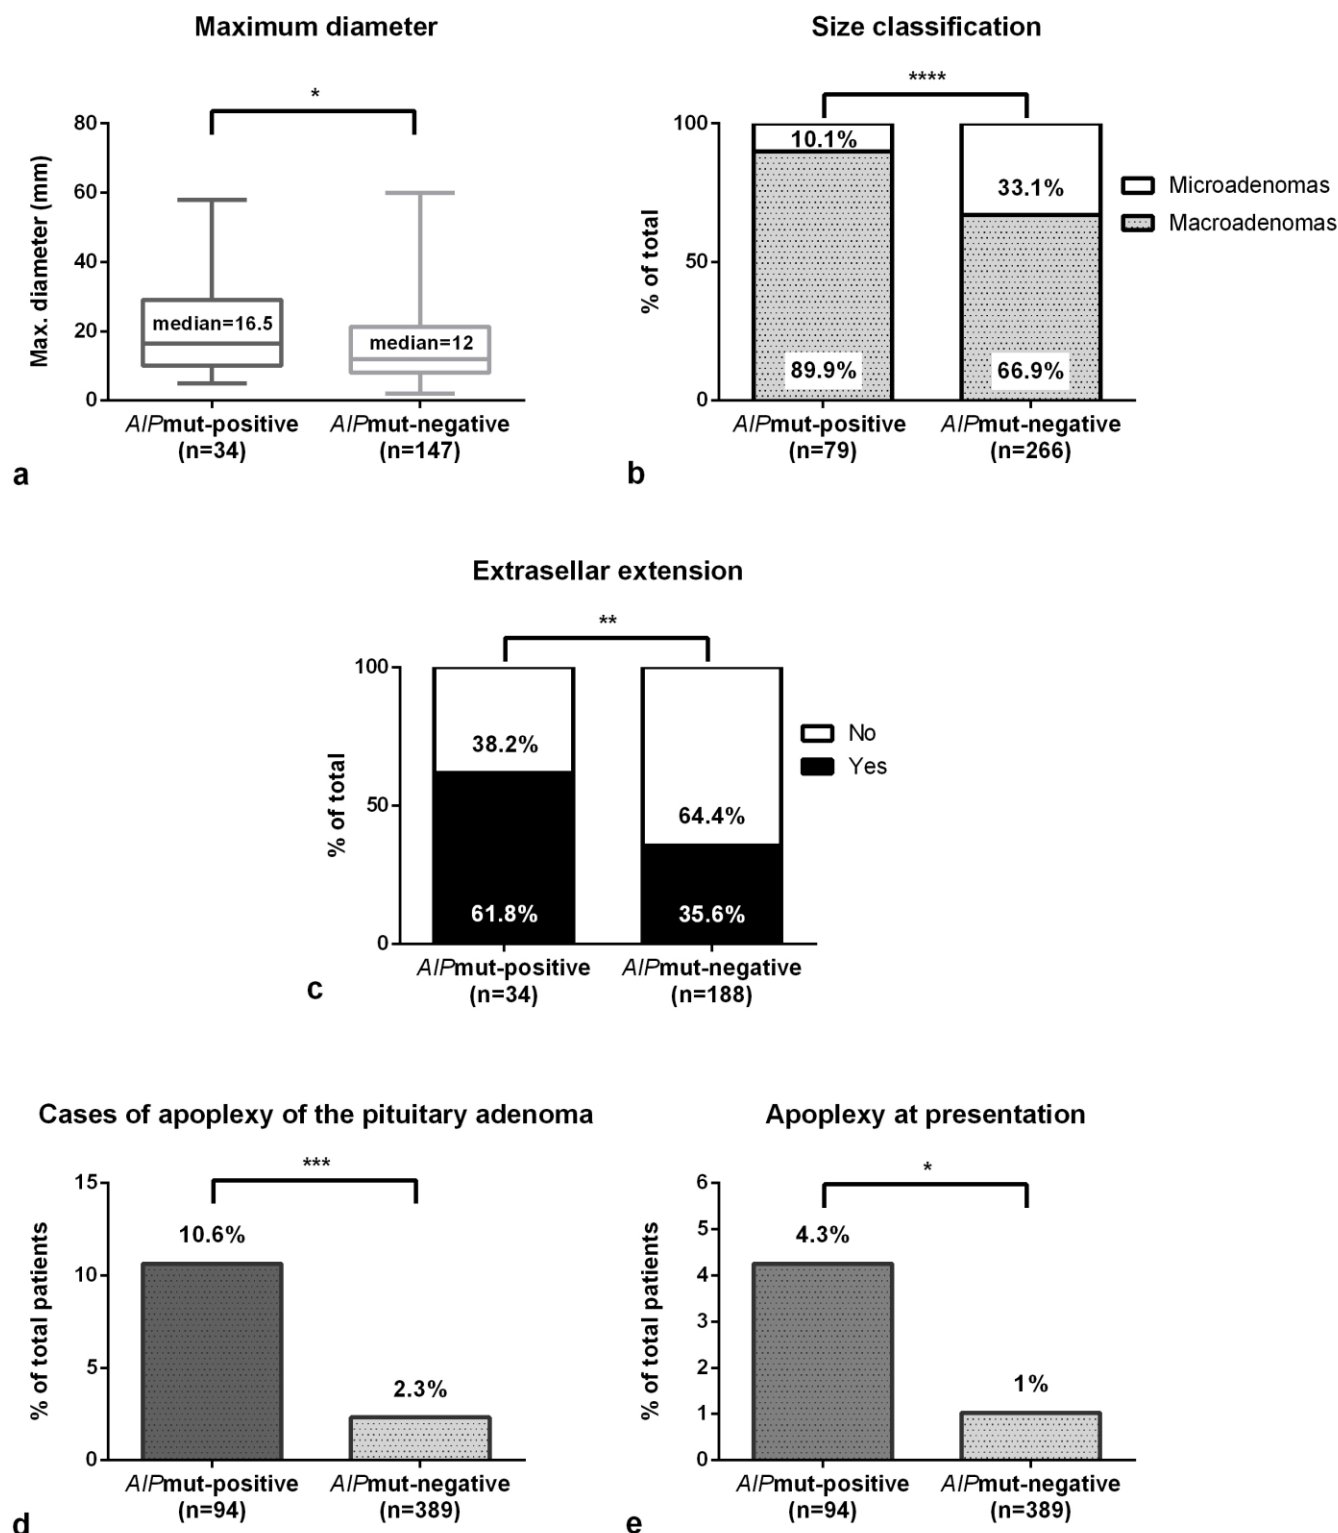 Maximum diameter
*
Max. diameter (mm)
80
60
40
20
0
median=16.5
median=12
AIPmut-positive
(n=34)
AIPmut-negative
(n=147)
a
Size classification
****
% of total
100
50
0
10.1%
89.9%
33.1%
66.9%
Microadenomas
Macroadenomas
AIPmut-positive
(n=79)
AIPmut-negative
(n=266)
b
Extrasellar extension
**
% of total
100
50
0
38.2%
61.8%
64.4%
35.6%
No
Yes
AIPmut-positive
(n=34)
AIPmut-negative
(n=188)
c
Cases of apoplexy of the pituitary adenoma
***
% of total patients
15
10
5
0
10.6%
2.3%
AIPmut-positive
(n=94)
AIPmut-negative
(n=389)
d
Apoplexy at presentation
*
% of total patients
6
5
4
3
2
1
0
4.3%
1%
AIPmut-positive
(n=94)
AIPmut-negative
(n=389)
e